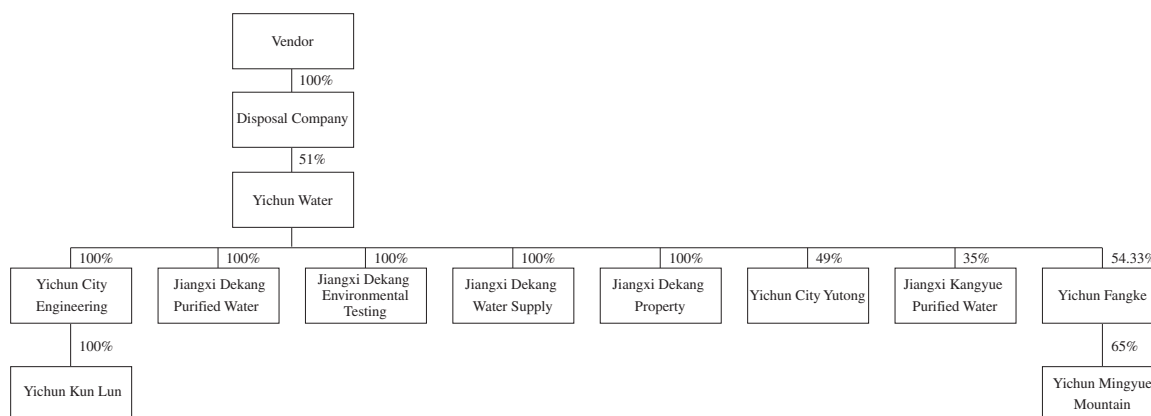 Vendor
100%
Disposal Company
51%
Yichun Water
100%
100%
100%
100%
100%
49%
35%
54.33%
Yichun City
Engineering
Jiangxi Dekang
Purified Water
Jiangxi Dekang
Environmental
Testing
Jiangxi Dekang
Water Supply
Jiangxi Dekang
Property
Yichun City Yutong
Jiangxi Kangyue
Purified Water
Yichun Fangke
100%
65%
Yichun Kun Lun
Yichun Mingyue
Mountain